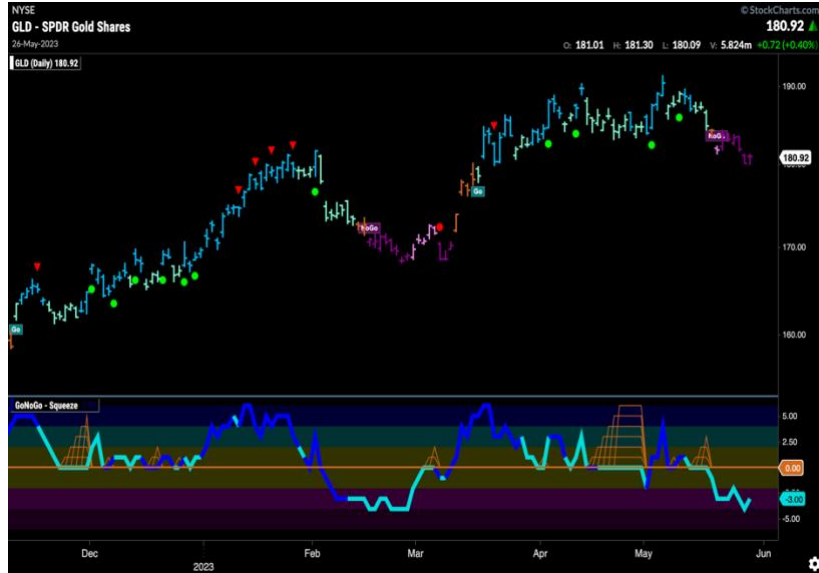 NYSE
© StockCharts.com
GLD - SPDR Gold Shares
180.92
26-May-2023
O: 181.01 H: 181.30 L: 180.09 V: 5.824m +0.72 (+0.40%)
GLD (Daily) 180.92
190.00
NoGo
180.92
Go
NoGo
170.00
Go
160.00
GoNoGo - Squeeze
5.00
2.50
0.00
-3.00
-5.00
Dec
Feb
Mar
Apr
May
Jun
2023